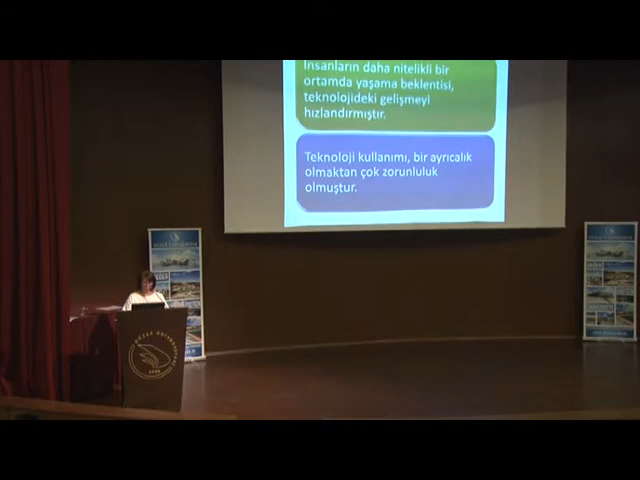 İnsanların daha nitelikli bir
ortamda yaşama beklentisi,
teknolojideki gelişmeyi
hızlandırmıştır.
Teknoloji kullanımı, bir ayrıcalık
olmaktan çok zorunluluk
olmuştur.